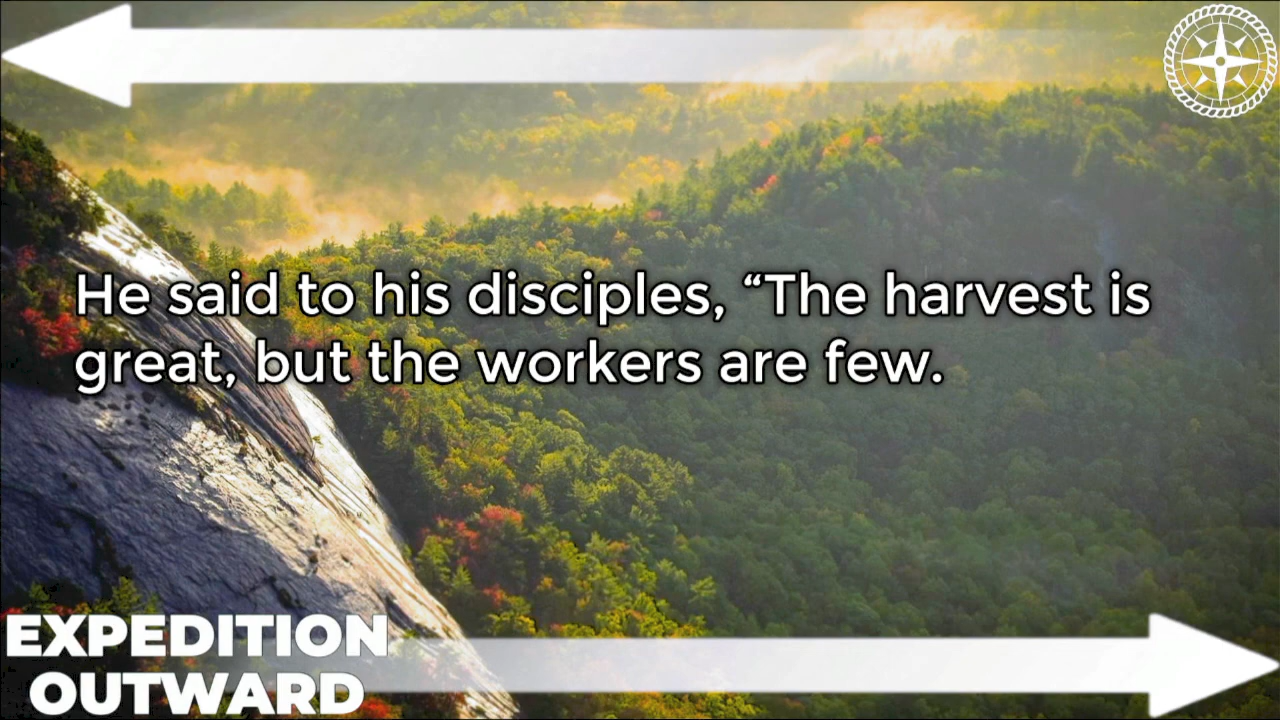 He said to his disciples, “The harvest is
great, but the workers are few.
EXPEDITION
OUTWARD